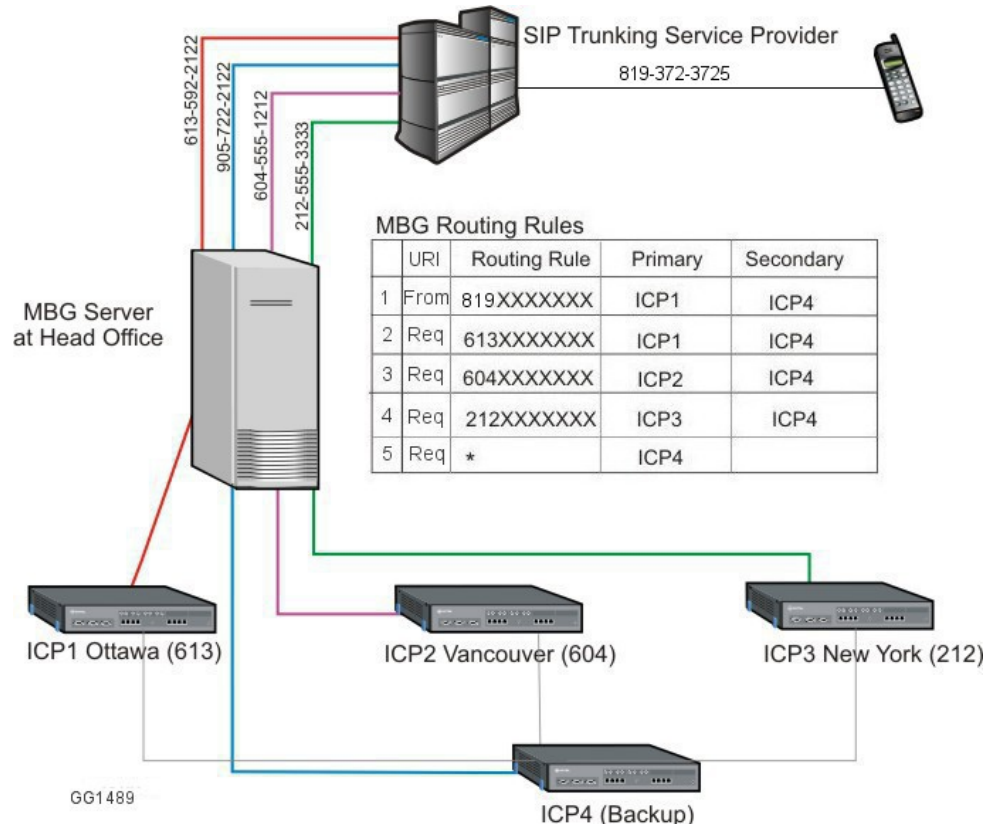 SIP Trunking Service Provider
819-372-3725
613-592-2122
905-722-2122
604-555-1212
212-555-3333
MBG Server
at Head Office
MBG Routing Rules
URI Routing Rule Primary Secondary
1 From 819XXXXXXX ICP1 ICP4
2 Req 613XXXXXXX ICP1 ICP4
3 Req 604XXXXXXX ICP2 ICP4
4 Req 212XXXXXXX ICP3 ICP4
5 Req * ICP4
ICP1 Ottawa (613)
ICP2 Vancouver (604)
ICP3 New York (212)
ICP4 (Backup)
GG1489